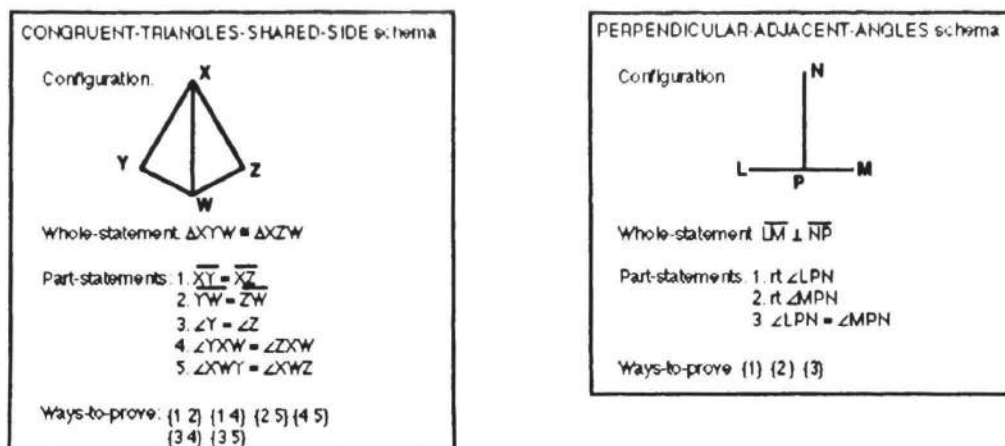 CONGRUENT-TRIANGLES-SHARED-SIDE schema
Configuration.
X
Y
Z
W
Whole-statement. ΔXYW ≅ ΔXZW
Part-statements: 1. XY = XZ
2. YW = ZW
3. ∠Y = ∠Z
4. ∠YXW = ∠ZXW
5. ∠XWY = ∠XWZ
Ways-to-prove: {1 2} {1 4} {2 5} {4 5}
{3 4} {3 5}
PERPENDICULAR-ADJACENT-ANGLES schema
Configuration
N
L
P
M
Whole-statement LM ⊥ NP
Part-statements: 1. rt ∠LPN
2. rt ∠MPN
3 ∠LPN = ∠MPN
Ways-to-prove {1} {2} {3}